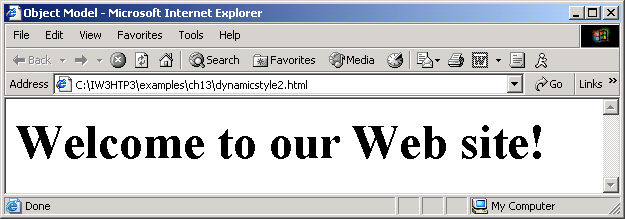 Object Model - Microsoft Internet Explorer
File Edit View Favorites Tools Help
Back Search Favorites Media
Address C:\IW3HTP3\examples\ch13\dynamicstyle2.html Go Links »
Welcome to our Web site!
Done My Computer